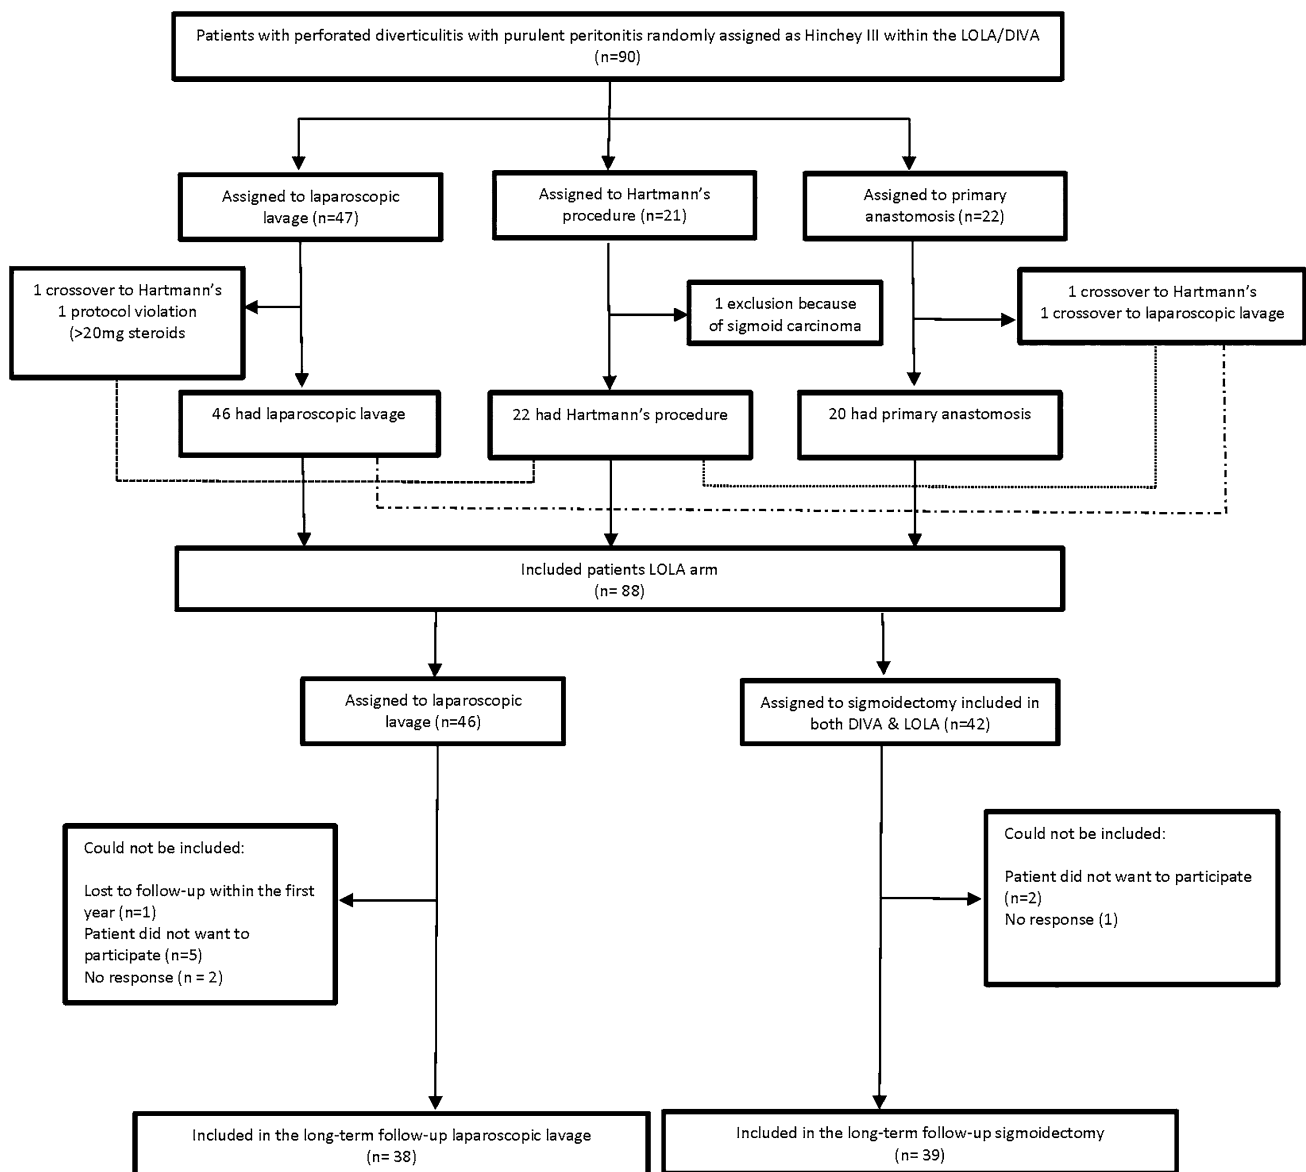 Patients with perforated diverticulitis with purulent peritonitis randomly assigned as Hinchey III within the LOLA/DIVA
(n=90)
Assigned to laparoscopic
lavage (n=47)
Assigned to Hartmann's
procedure (n=21)
Assigned to primary
anastomosis (n=22)
1 crossover to Hartmann's
1 protocol violation
(>20mg steroids
1 exclusion because
of sigmoid carcinoma
1 crossover to Hartmann's
1 crossover to laparoscopic lavage
46 had laparoscopic lavage
22 had Hartmann's procedure
20 had primary anastomosis
Included patients LOLA arm
(n= 88)
Assigned to laparoscopic
lavage (n=46)
Assigned to sigmoidectomy included in
both DIVA & LOLA (n=42)
Could not be included:
Lost to follow-up within the first
year (n=1)
Patient did not want to
participate (n=5)
No response (n = 2)
Could not be included:
Patient did not want to participate
(n=2)
No response (1)
Included in the long-term follow-up laparoscopic lavage
(n= 38)
Included in the long-term follow-up sigmoidectomy
(n= 39)